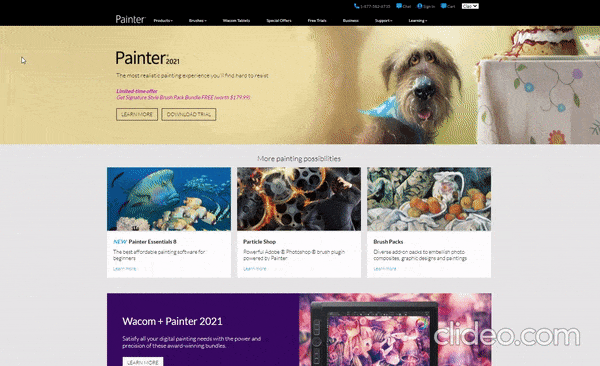 1-877-582-6735 Chat Sign in Cart
Painter Products Brushes Wacom Tablets Special Offers Free Trials Business Support Learning
Painter 2021
The most realistic painting experience you'll find hard to resist
Limited-time offer
Get Signature Style Brush Pack Bundle FREE (worth $179.99)
LEARN MORE DOWNLOAD TRIAL
More painting possibilities
NEW Painter Essentials 8
The best affordable painting software for
beginners
Learn more
Particle Shop
Powerful Adobe ® Photoshop ® brush plugin
powered by Painter
Learn more
Brush Packs
Diverse add-on packs to embellish photo
composites, graphic designs and paintings
Learn more
Wacom + Painter 2021
Satisfy all your digital painting needs with the power and
precision of these award-winning bundles.
LEARN MORE
clideo.com